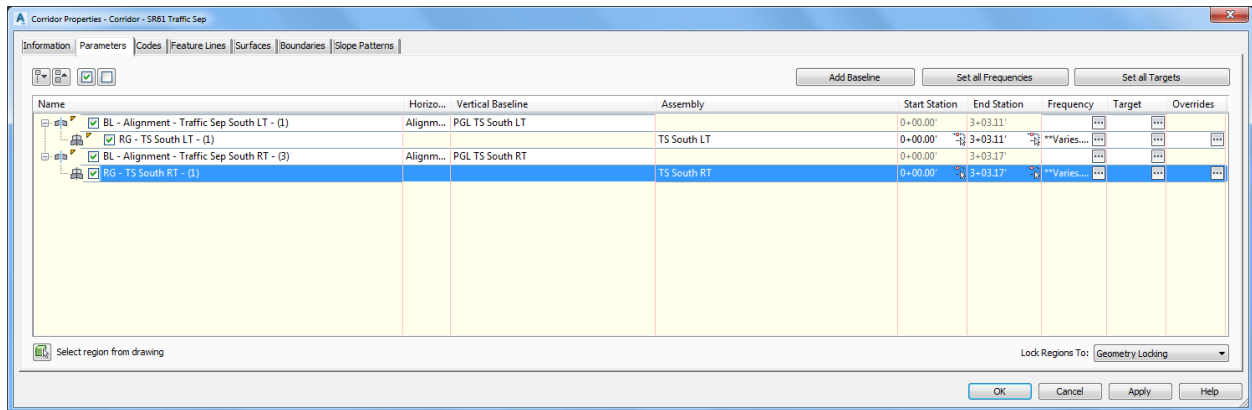 Corridor Properties - Corridor - SR61 Traffic Sep
Information Parameters Codes Feature Lines Surfaces Boundaries Slope Patterns
Add Baseline Set all Frequencies Set all Targets
Name Horizo... Vertical Baseline Assembly Start Station End Station Frequency Target Overrides
BL - Alignment - Traffic Sep South LT - (1) Alignm... PGL TS South LT 0+00.00' 3+03.11' ... ...
RG - TS South LT - (1) TS South LT 0+00.00' 3+03.11' **Varies.... ... ... ...
BL - Alignment - Traffic Sep South RT - (3) Alignm... PGL TS South RT 0+00.00' 3+03.17' ... ...
RG - TS South RT - (1) TS South RT 0+00.00' 3+03.17' **Varies.... ... ... ...
Select region from drawing Lock Regions To: Geometry Locking
OK Cancel Apply Help